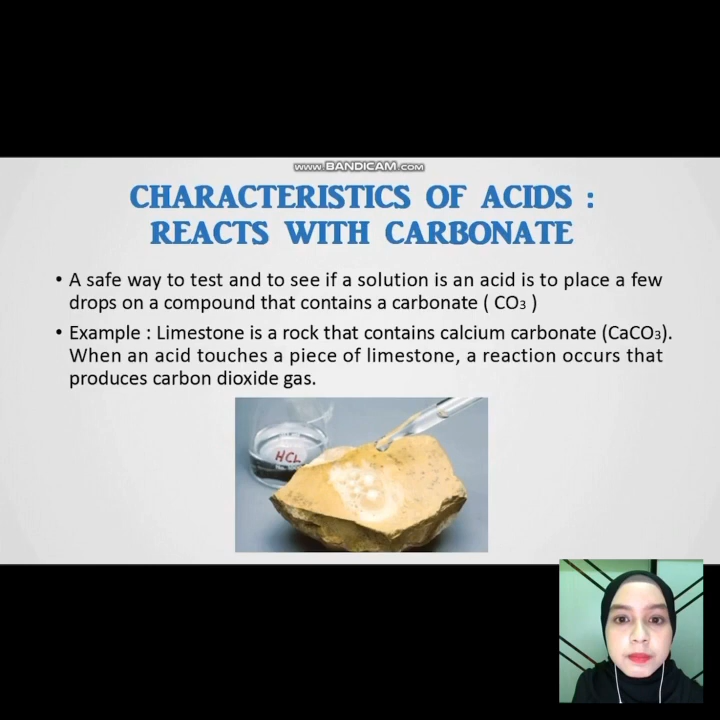 www.BANDICAM.COM
CHARACTERISTICS OF ACIDS :
REACTS WITH CARBONATE
• A safe way to test and to see if a solution is an acid is to place a few
drops on a compound that contains a carbonate ( CO₃ )
• Example : Limestone is a rock that contains calcium carbonate (CaCO₃).
When an acid touches a piece of limestone, a reaction occurs that
produces carbon dioxide gas.
HCL